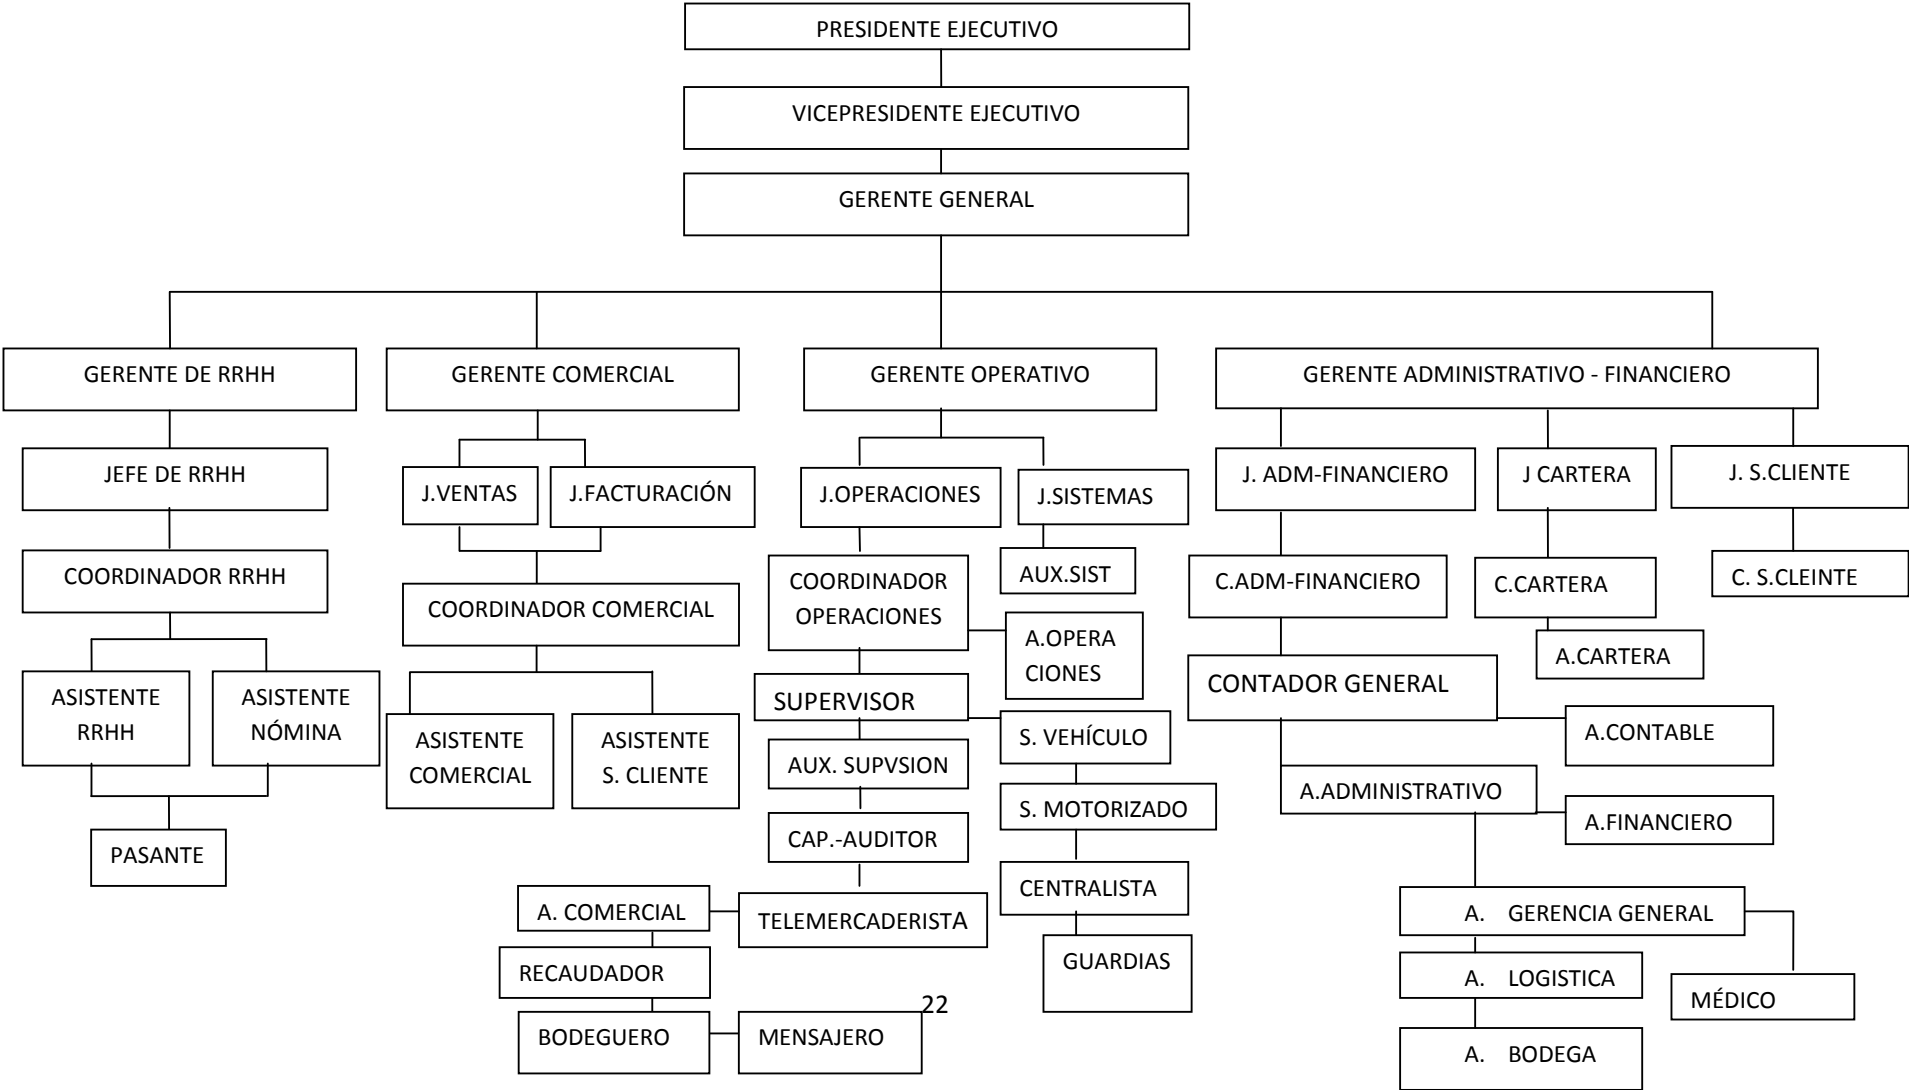 PRESIDENTE EJECUTIVO
VICEPRESIDENTE EJECUTIVO
GERENTE GENERAL
GERENTE DE RRHH
GERENTE COMERCIAL
GERENTE OPERATIVO
GERENTE ADMINISTRATIVO - FINANCIERO
JEFE DE RRHH
COORDINADOR RRHH
ASISTENTE
RRHH
ASISTENTE
NÓMINA
PASANTE
J.VENTAS
J.FACTURACIÓN
COORDINADOR COMERCIAL
ASISTENTE
COMERCIAL
ASISTENTE
S. CLIENTE
J.OPERACIONES
J.SISTEMAS
AUX.SIST
COORDINADOR
OPERACIONES
A.OPERA
CIONES
SUPERVISOR
S. VEHÍCULO
AUX. SUPVSION
S. MOTORIZADO
CAP.-AUDITOR
CENTRALISTA
TELEMERCADERISTA
GUARDIAS
A. COMERCIAL
RECAUDADOR
BODEGUERO
MENSAJERO
22
J. ADM-FINANCIERO
J CARTERA
J. S.CLIENTE
C.ADM-FINANCIERO
C.CARTERA
C. S.CLEINTE
A.CARTERA
CONTADOR GENERAL
A.CONTABLE
A.ADMINISTRATIVO
A.FINANCIERO
A. GERENCIA GENERAL
A. LOGISTICA
MÉDICO
A. BODEGA